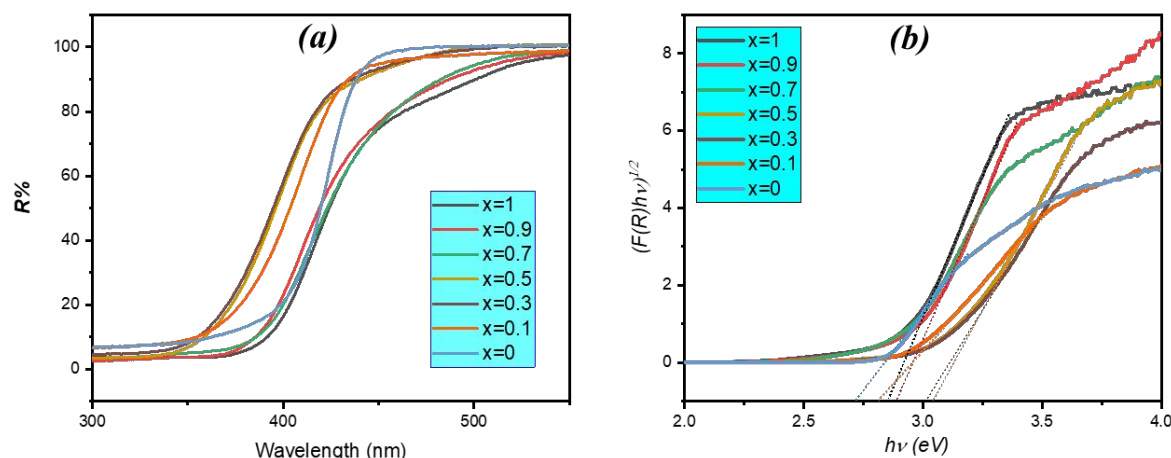 (a)
100
80
60
40
20
0
R%
300
400
500
Wavelength (nm)
x=1
x=0.9
x=0.7
x=0.5
x=0.3
x=0.1
x=0
(b)
8
6
4
2
0
(F(R)hν)^1/2
2.0
2.5
3.0
3.5
4.0
hν (eV)
x=1
x=0.9
x=0.7
x=0.5
x=0.3
x=0.1
x=0